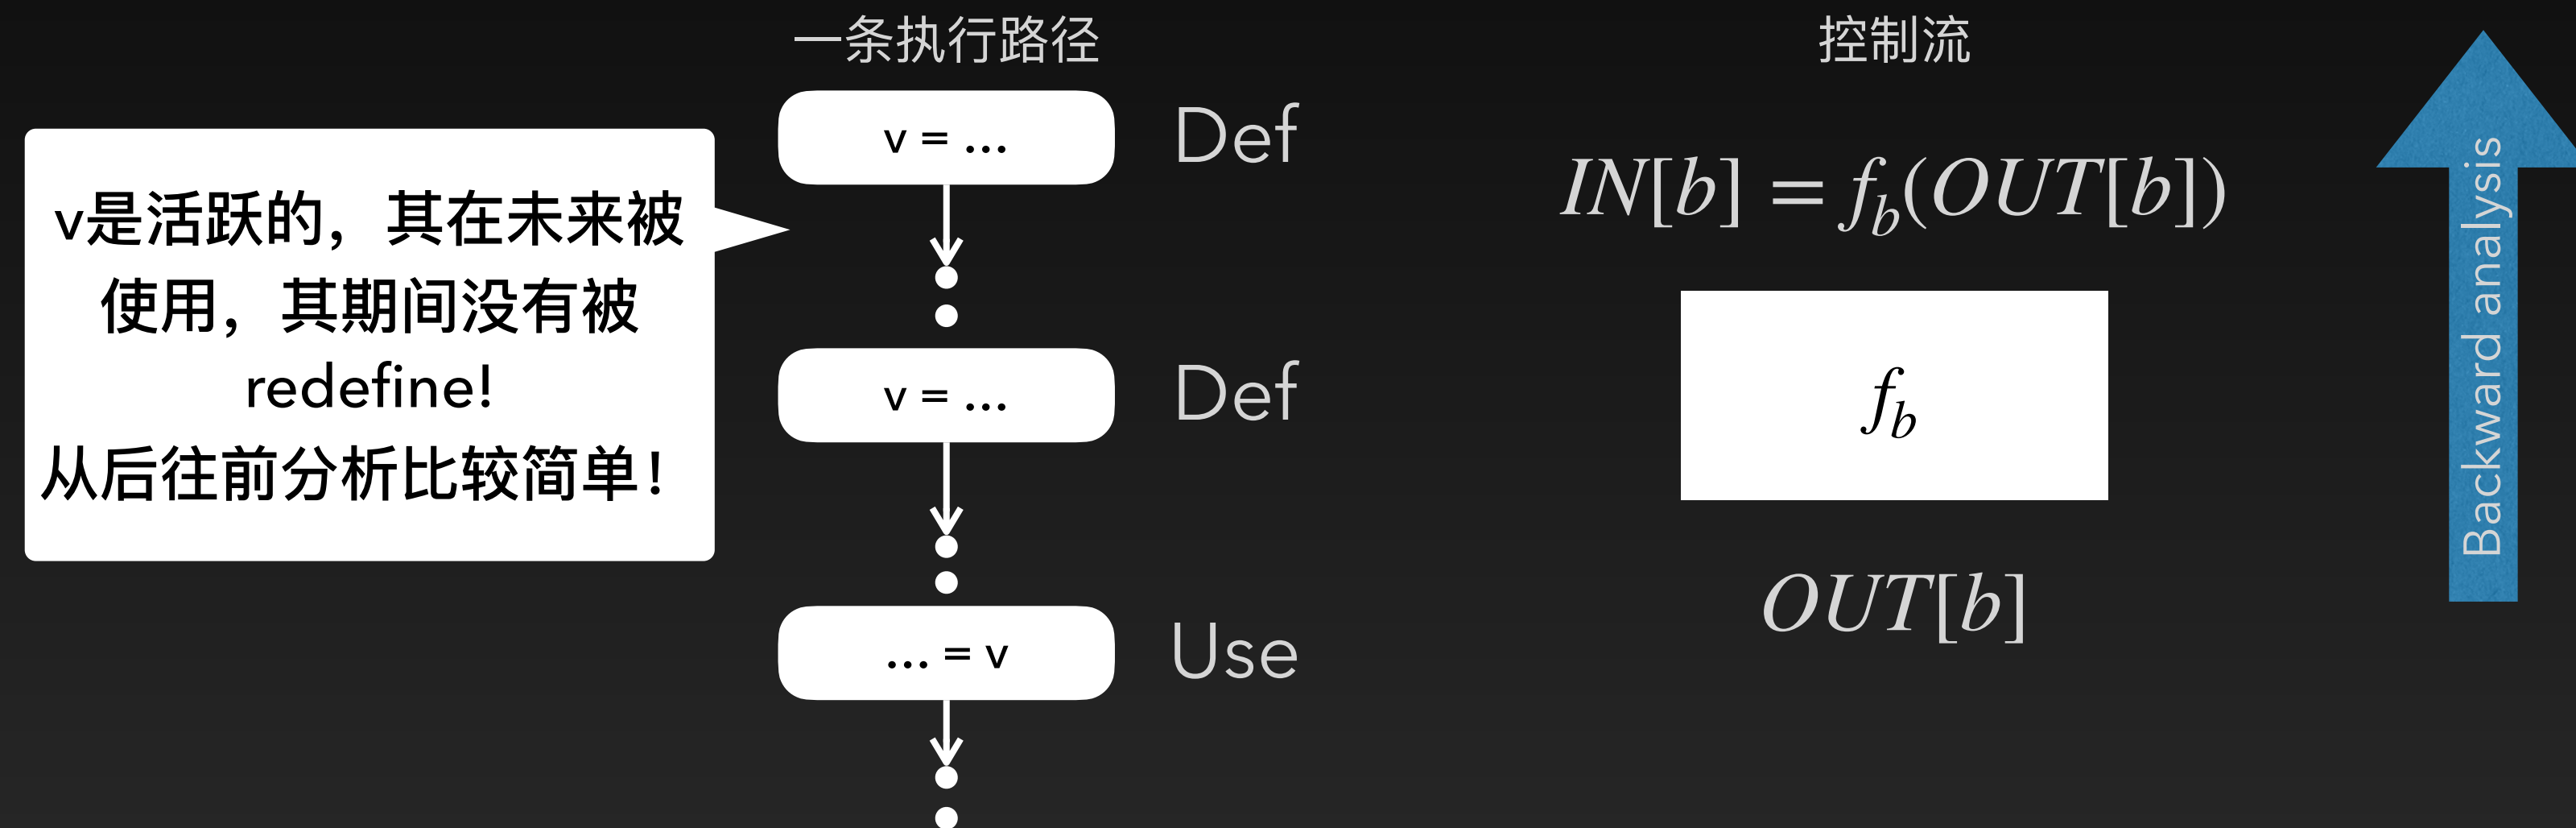 一条执行路径
控制流
v是活跃的，其在未来被
使用，其期间没有被
redefine!
从后往前分析比较简单！
v = ...
Def
v = ...
Def
... = v
Use
IN[b] = f_b(OUT[b])
f_b
OUT[b]
Backward analysis